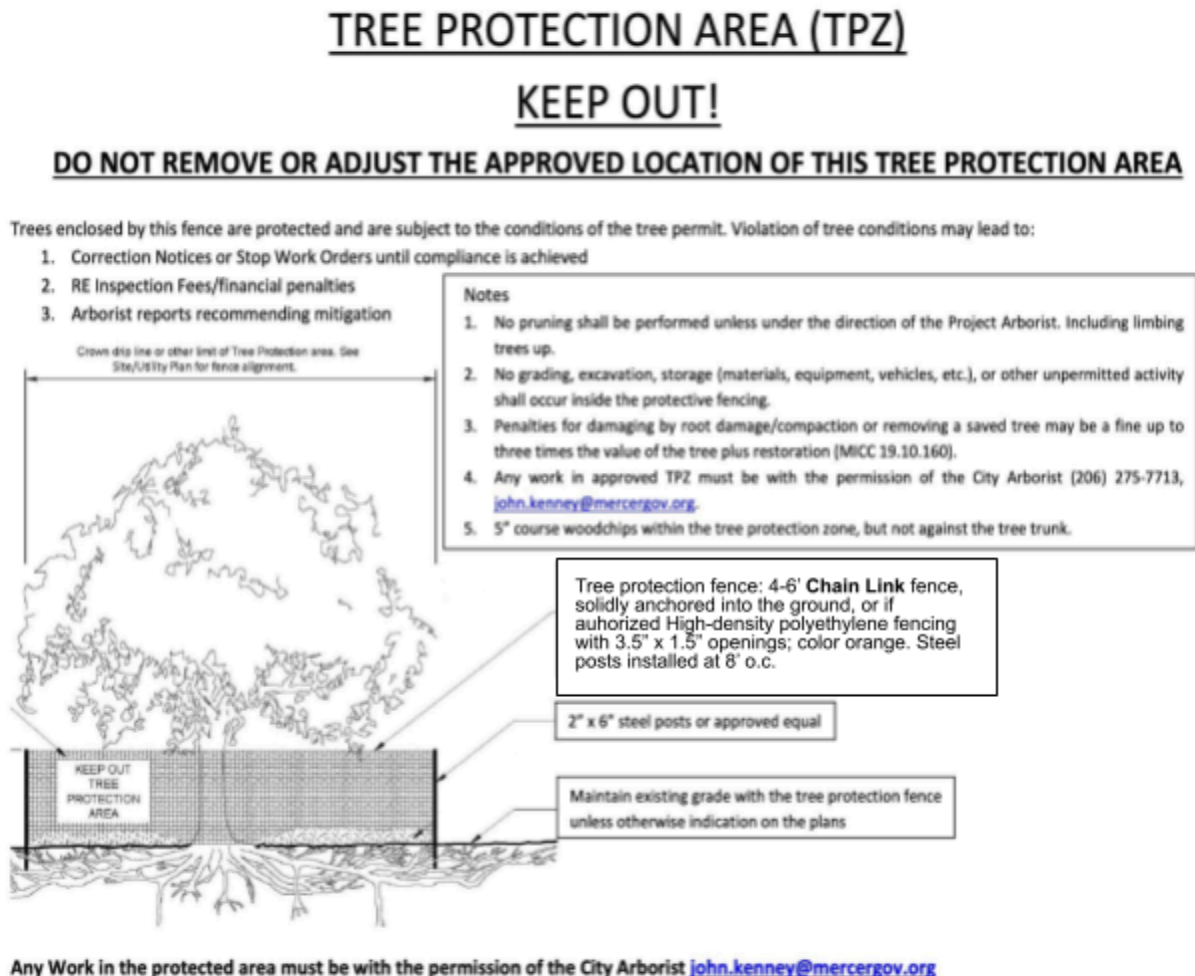 TREE PROTECTION AREA (TPZ)
KEEP OUT!
DO NOT REMOVE OR ADJUST THE APPROVED LOCATION OF THIS TREE PROTECTION AREA
Trees enclosed by this fence are protected and are subject to the conditions of the tree permit. Violation of tree conditions may lead to:
1. Correction Notices or Stop Work Orders until compliance is achieved
2. RE Inspection Fees/financial penalties
3. Arborist reports recommending mitigation
Notes
1. No pruning shall be performed unless under the direction of the Project Arborist. Including limbing
trees up.
2. No grading, excavation, storage (materials, equipment, vehicles, etc.), or other unpermitted activity
shall occur inside the protective fencing.
3. Penalties for damaging by root damage/compaction or removing a saved tree may be a fine up to
three times the value of the tree plus restoration (MICC 19.10.160).
4. Any work in approved TPZ must be with the permission of the City Arborist (206) 275-7713,
john.kenney@mercergov.org.
5. 5" course woodchips within the tree protection zone, but not against the tree trunk.
Crown drip line or other limit of Tree Protection area. See
Site/Utility Plan for fence alignment.
Tree protection fence: 4-6' Chain Link fence,
solidly anchored into the ground, or if
auhorized High-density polyethylene fencing
with 3.5" x 1.5" openings; color orange. Steel
posts installed at 8' o.c.
2" x 6" steel posts or approved equal
KEEP OUT
TREE
PROTECTION
AREA
Maintain existing grade with the tree protection fence
unless otherwise indication on the plans
Any Work in the protected area must be with the permission of the City Arborist john.kenney@mercergov.org